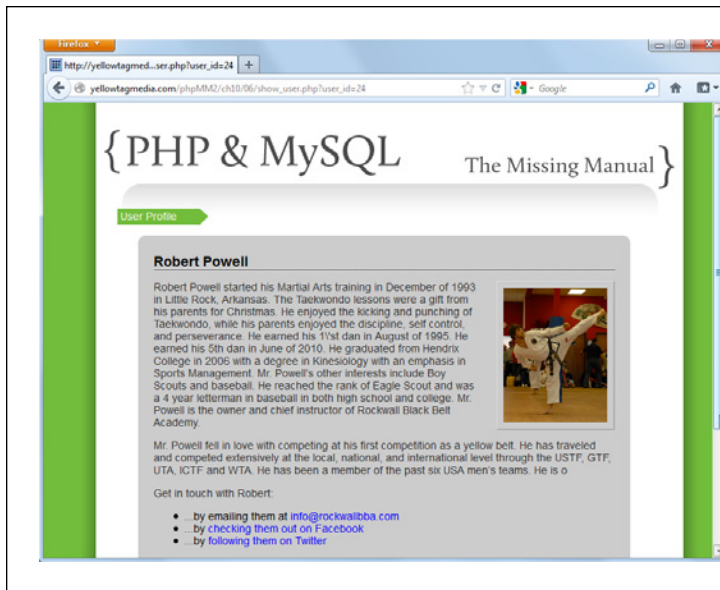 Firefox
http://yellowtagmed...ser.php?user_id=24
yellowtagmedia.com/phpMM2/ch10/06/show_user.php?user_id=24
Google
{PHP & MySQL
The Missing Manual}
User Profile
Robert Powell
Robert Powell started his Martial Arts training in December of 1993
in Little Rock, Arkansas. The Taekwondo lessons were a gift from
his parents for Christmas. He enjoyed the kicking and punching of
Taekwondo, while his parents enjoyed the discipline, self control,
and perseverance. He earned his 1\'st dan in August of 1995. He
earned his 5th dan in June of 2010. He graduated from Hendrix
College in 2006 with a degree in Kinesiology with an emphasis in
Sports Management. Mr. Powell's other interests include Boy
Scouts and baseball. He reached the rank of Eagle Scout and was
a 4 year letterman in baseball in both high school and college. Mr.
Powell is the owner and chief instructor of Rockwall Black Belt
Academy.
Mr. Powell fell in love with competing at his first competition as a yellow belt. He has traveled
and competed extensively at the local, national, and international level through the USTF, GTF,
UTA, ICTF and WTA. He has been a member of the past six USA men's teams. He is o
Get in touch with Robert:
...by emailing them at info@rockwallbba.com
...by checking them out on Facebook
...by following them on Twitter